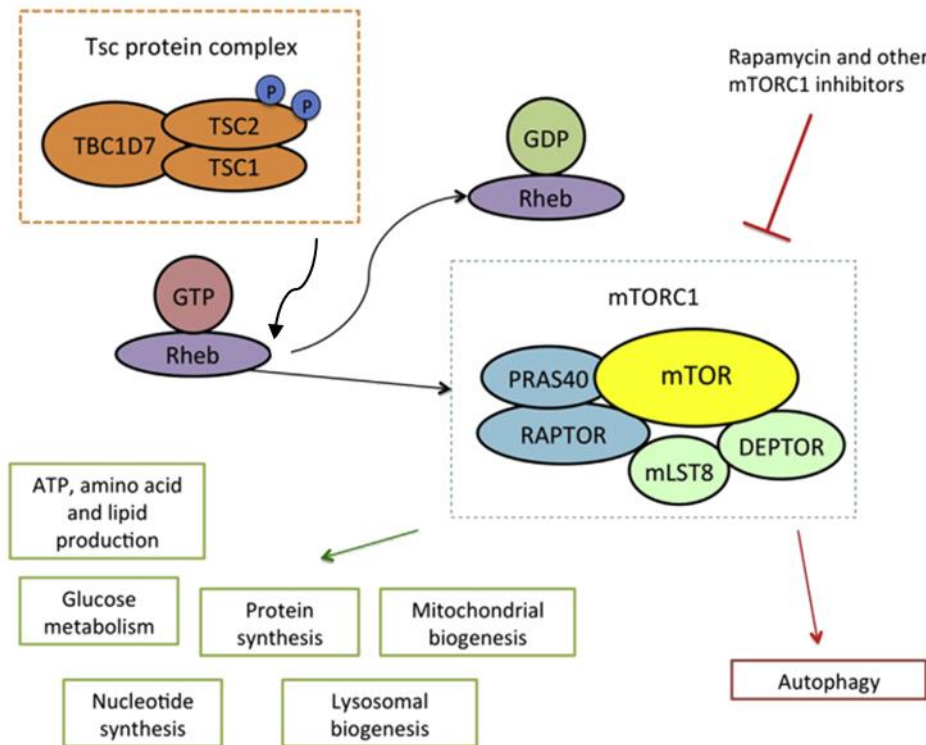 Tsc protein complex
P
P
TBC1D7
TSC2
TSC1
GDP
Rheb
Rapamycin and other
mTORC1 inhibitors
GTP
Rheb
mTORC1
PRAS40
mTOR
RAPTOR
mLST8
DEPTOR
ATP, amino acid
and lipid
production
Glucose
metabolism
Protein
synthesis
Mitochondrial
biogenesis
Nucleotide
synthesis
Lysosomal
biogenesis
Autophagy